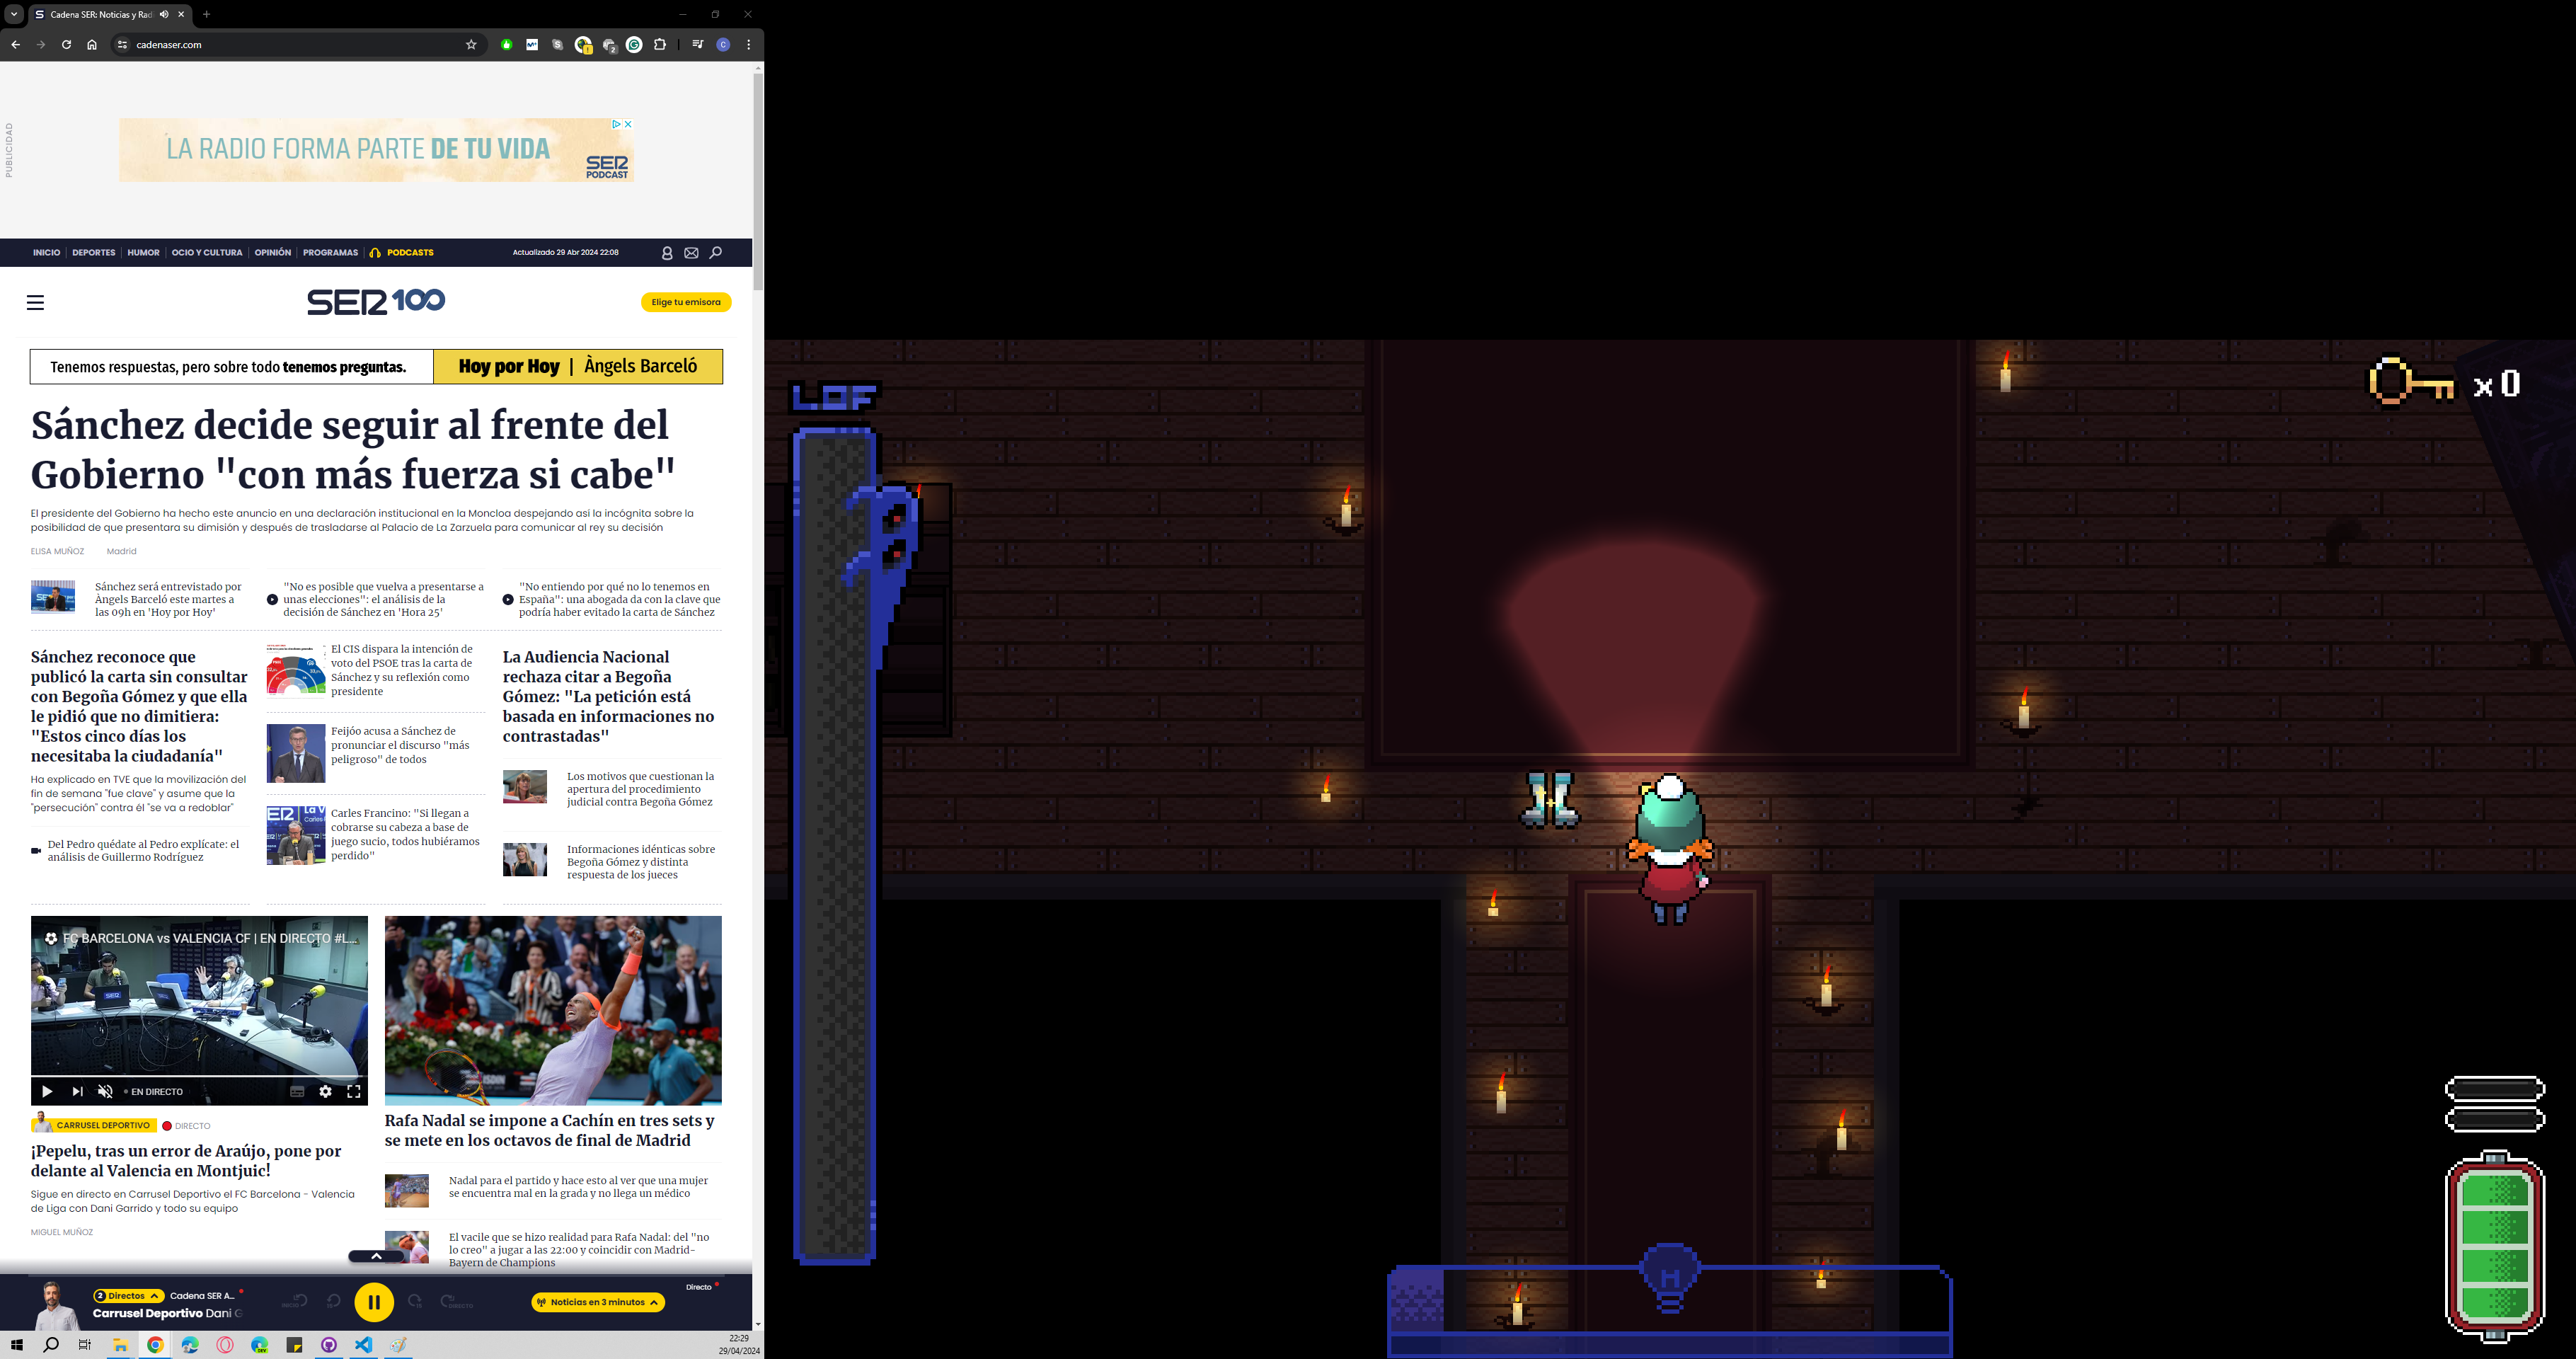 Cadena SER: Noticias y Rad
cadenaser.com
PUBLICIDAD
LA RADIO FORMA PARTE DE TU VIDA
SER
PODCAST
INICIO
DEPORTES
HUMOR
OCIO Y CULTURA
OPINIÓN
PROGRAMAS
PODCASTS
Actualizado 29 Abr 2024 22:08
SER 100
Elige tu emisora
Tenemos respuestas, pero sobre todo tenemos preguntas.
Hoy por Hoy | Àngels Barceló
Sánchez decide seguir al frente del
Gobierno "con más fuerza si cabe"
El presidente del Gobierno ha hecho este anuncio en una declaración institucional en la Moncloa despejando así la incógnita sobre la
posibilidad de que presentara su dimisión y después de trasladarse al Palacio de La Zarzuela para comunicar al rey su decisión
ELISA MUÑOZ Madrid
Sánchez será entrevistado por
Àngels Barceló este martes a
las 09h en 'Hoy por Hoy'
"No es posible que vuelva a presentarse a
unas elecciones": el análisis de la
decisión de Sánchez en 'Hora 25'
"No entiendo por qué no lo tenemos en
España": una abogada da con la clave que
podría haber evitado la carta de Sánchez
Sánchez reconoce que
publicó la carta sin consultar
con Begoña Gómez y que ella
le pidió que no dimitiera:
"Estos cinco días los
necesitaba la ciudadanía"
Ha explicado en TVE que la movilización del
fin de semana "fue clave" y asume que la
"persecución" contra él "se va a redoblar"
Del Pedro quédate al Pedro explícate: el
análisis de Guillermo Rodríguez
El CIS dispara la intención de
voto del PSOE tras la carta de
Sánchez y su reflexión como
presidente
Feijóo acusa a Sánchez de
pronunciar el discurso "más
peligroso" de todos
Carles Francino: "Si llegan a
cobrarse su cabeza a base de
juego sucio, todos hubiéramos
perdido"
La Audiencia Nacional
rechaza citar a Begoña
Gómez: "La petición está
basada en informaciones no
contrastadas"
Los motivos que cuestionan la
apertura del procedimiento
judicial contra Begoña Gómez
Informaciones idénticas sobre
Begoña Gómez y distinta
respuesta de los jueces
FC BARCELONA vs VALENCIA CF | EN DIRECTO #L...
EN DIRECTO
CARRUSEL DEPORTIVO
DIRECTO
¡Pepelu, tras un error de Araújo, pone por
delante al Valencia en Montjuic!
Sigue en directo en Carrusel Deportivo el FC Barcelona - Valencia
de Liga con Dani Garrido y todo su equipo
MIGUEL MUÑOZ
Rafa Nadal se impone a Cachín en tres sets y
se mete en los octavos de final de Madrid
Nadal para el partido y hace esto al ver que una mujer
se encuentra mal en la grada y no llega un médico
El vacile que se hizo realidad para Rafa Nadal: del "no
lo creo" a jugar a las 22:00 y coincidir con Madrid-
Bayern de Champions
2 Directos
Cadena SER A...
Carrusel Deportivo Dani G
Noticias en 3 minutos
Directo
22:29
29/04/2024
LOF
x0
H